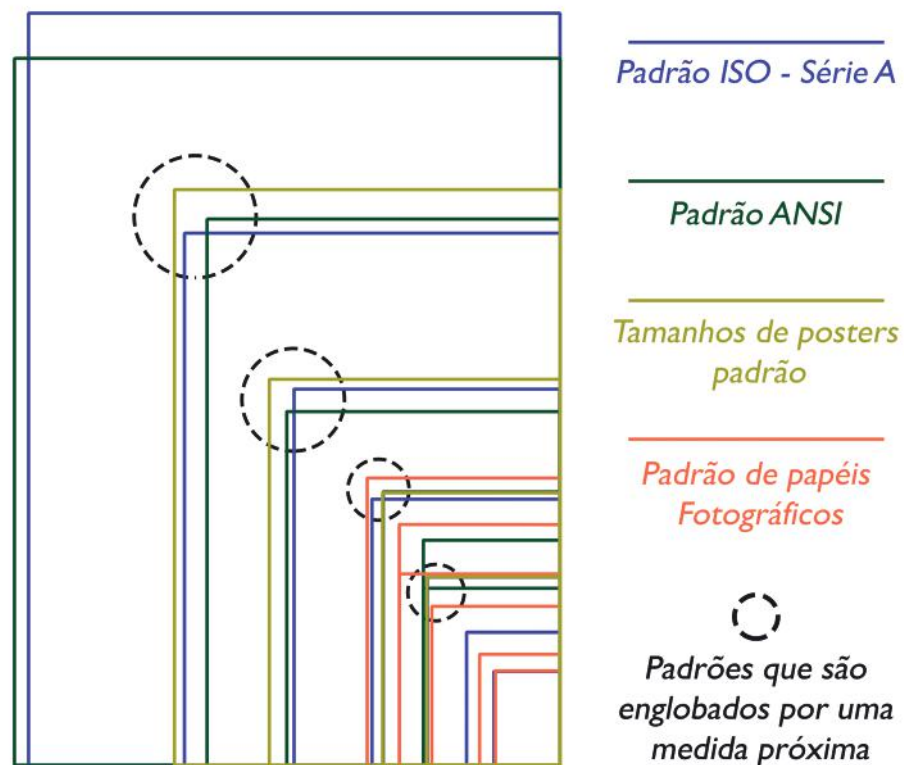 Padrão ISO - Série A
Padrão ANSI
Tamanhos de posters
padrão
Padrão de papéis
Fotográficos
Padrões que são
englobados por uma
medida próxima